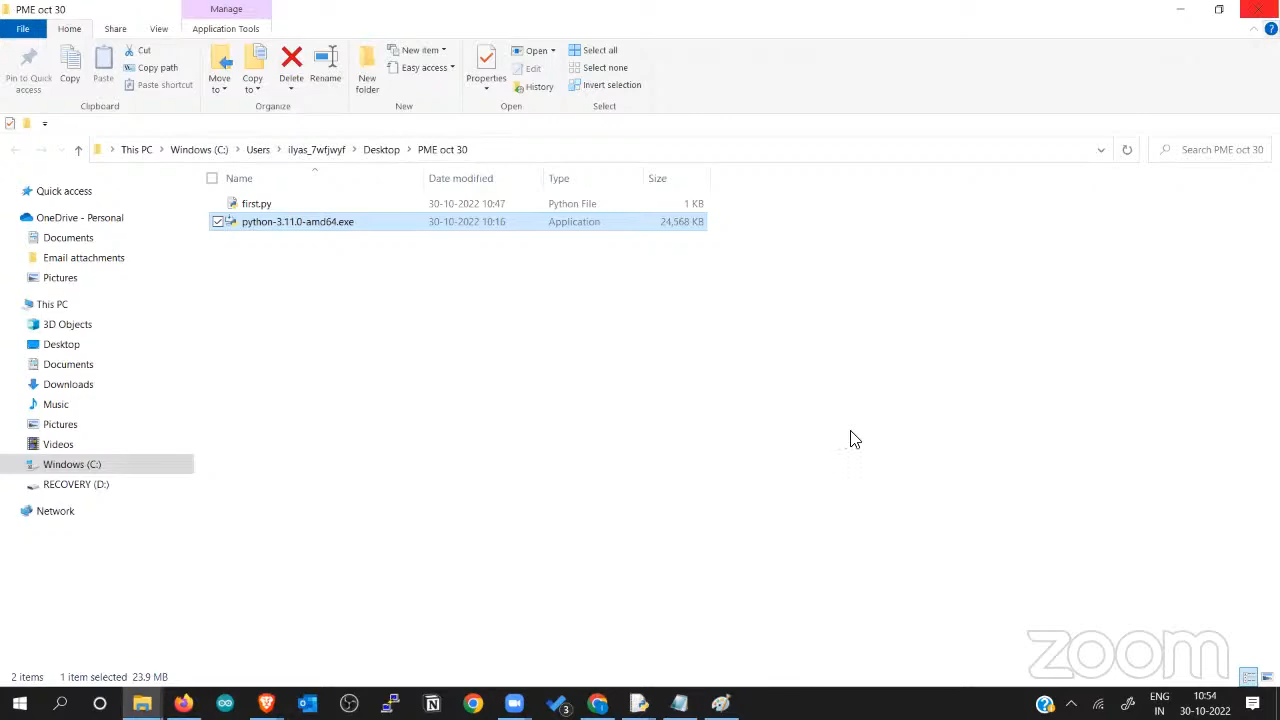 PME oct 30
Manage
File
Home
Share
View
Application Tools
Pin to Quick access
Copy
Paste
Cut
Copy path
Paste shortcut
Clipboard
Move to
Copy to
Delete
Rename
Organize
New folder
New item
Easy access
New
Properties
Open
Edit
History
Open
Select all
Select none
Invert selection
Select
This PC
Windows (C:)
Users
ilyas_7wfjwyf
Desktop
PME oct 30
Search PME oct 30
Name
Date modified
Type
Size
first.py
30-10-2022 10:47
Python File
1 KB
python-3.11.0-amd64.exe
30-10-2022 10:16
Application
24,568 KB
Quick access
OneDrive - Personal
Documents
Email attachments
Pictures
This PC
3D Objects
Desktop
Documents
Downloads
Music
Pictures
Videos
Windows (C:)
RECOVERY (D:)
Network
zoom
2 items
1 item selected 23.9 MB
3
ENG
IN
10:54
30-10-2022